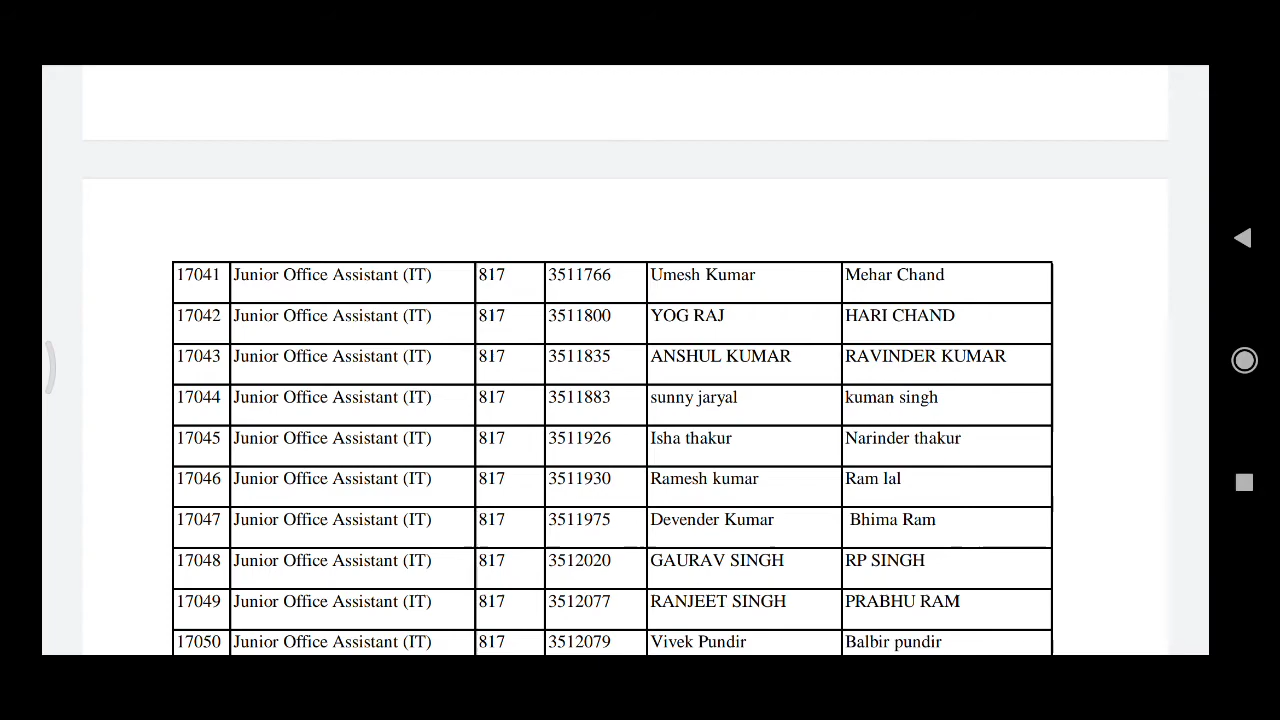 17041 Junior Office Assistant (IT) 817 3511766 Umesh Kumar Mehar Chand
17042 Junior Office Assistant (IT) 817 3511800 YOG RAJ HARI CHAND
17043 Junior Office Assistant (IT) 817 3511835 ANSHUL KUMAR RAVINDER KUMAR
17044 Junior Office Assistant (IT) 817 3511883 sunny jaryal kuman singh
17045 Junior Office Assistant (IT) 817 3511926 Isha thakur Narinder thakur
17046 Junior Office Assistant (IT) 817 3511930 Ramesh kumar Ram lal
17047 Junior Office Assistant (IT) 817 3511975 Devender Kumar Bhima Ram
17048 Junior Office Assistant (IT) 817 3512020 GAURAV SINGH RP SINGH
17049 Junior Office Assistant (IT) 817 3512077 RANJEET SINGH PRABHU RAM
17050 Junior Office Assistant (IT) 817 3512079 Vivek Pundir Balbir pundir